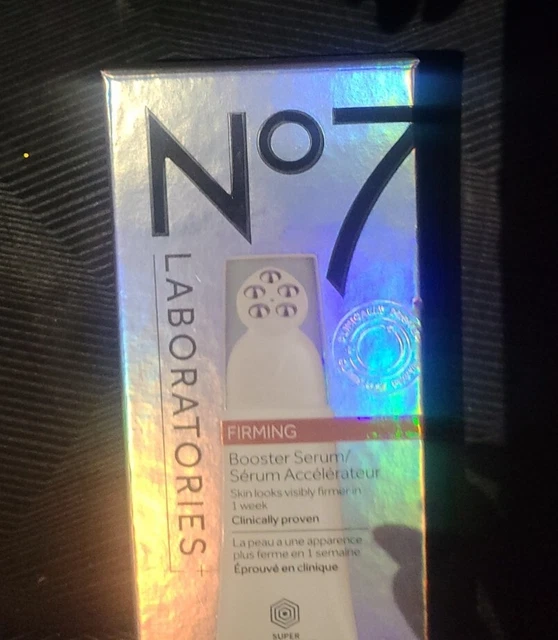 No7
LABORATORIES
FIRMING
Booster Serum/
Sérum Accélérateur
Skin looks visibly firmer in
1 week
Clinically proven
La peau a une apparence
plus ferme en 1 semaine
Éprouvé en clinique
SUPER